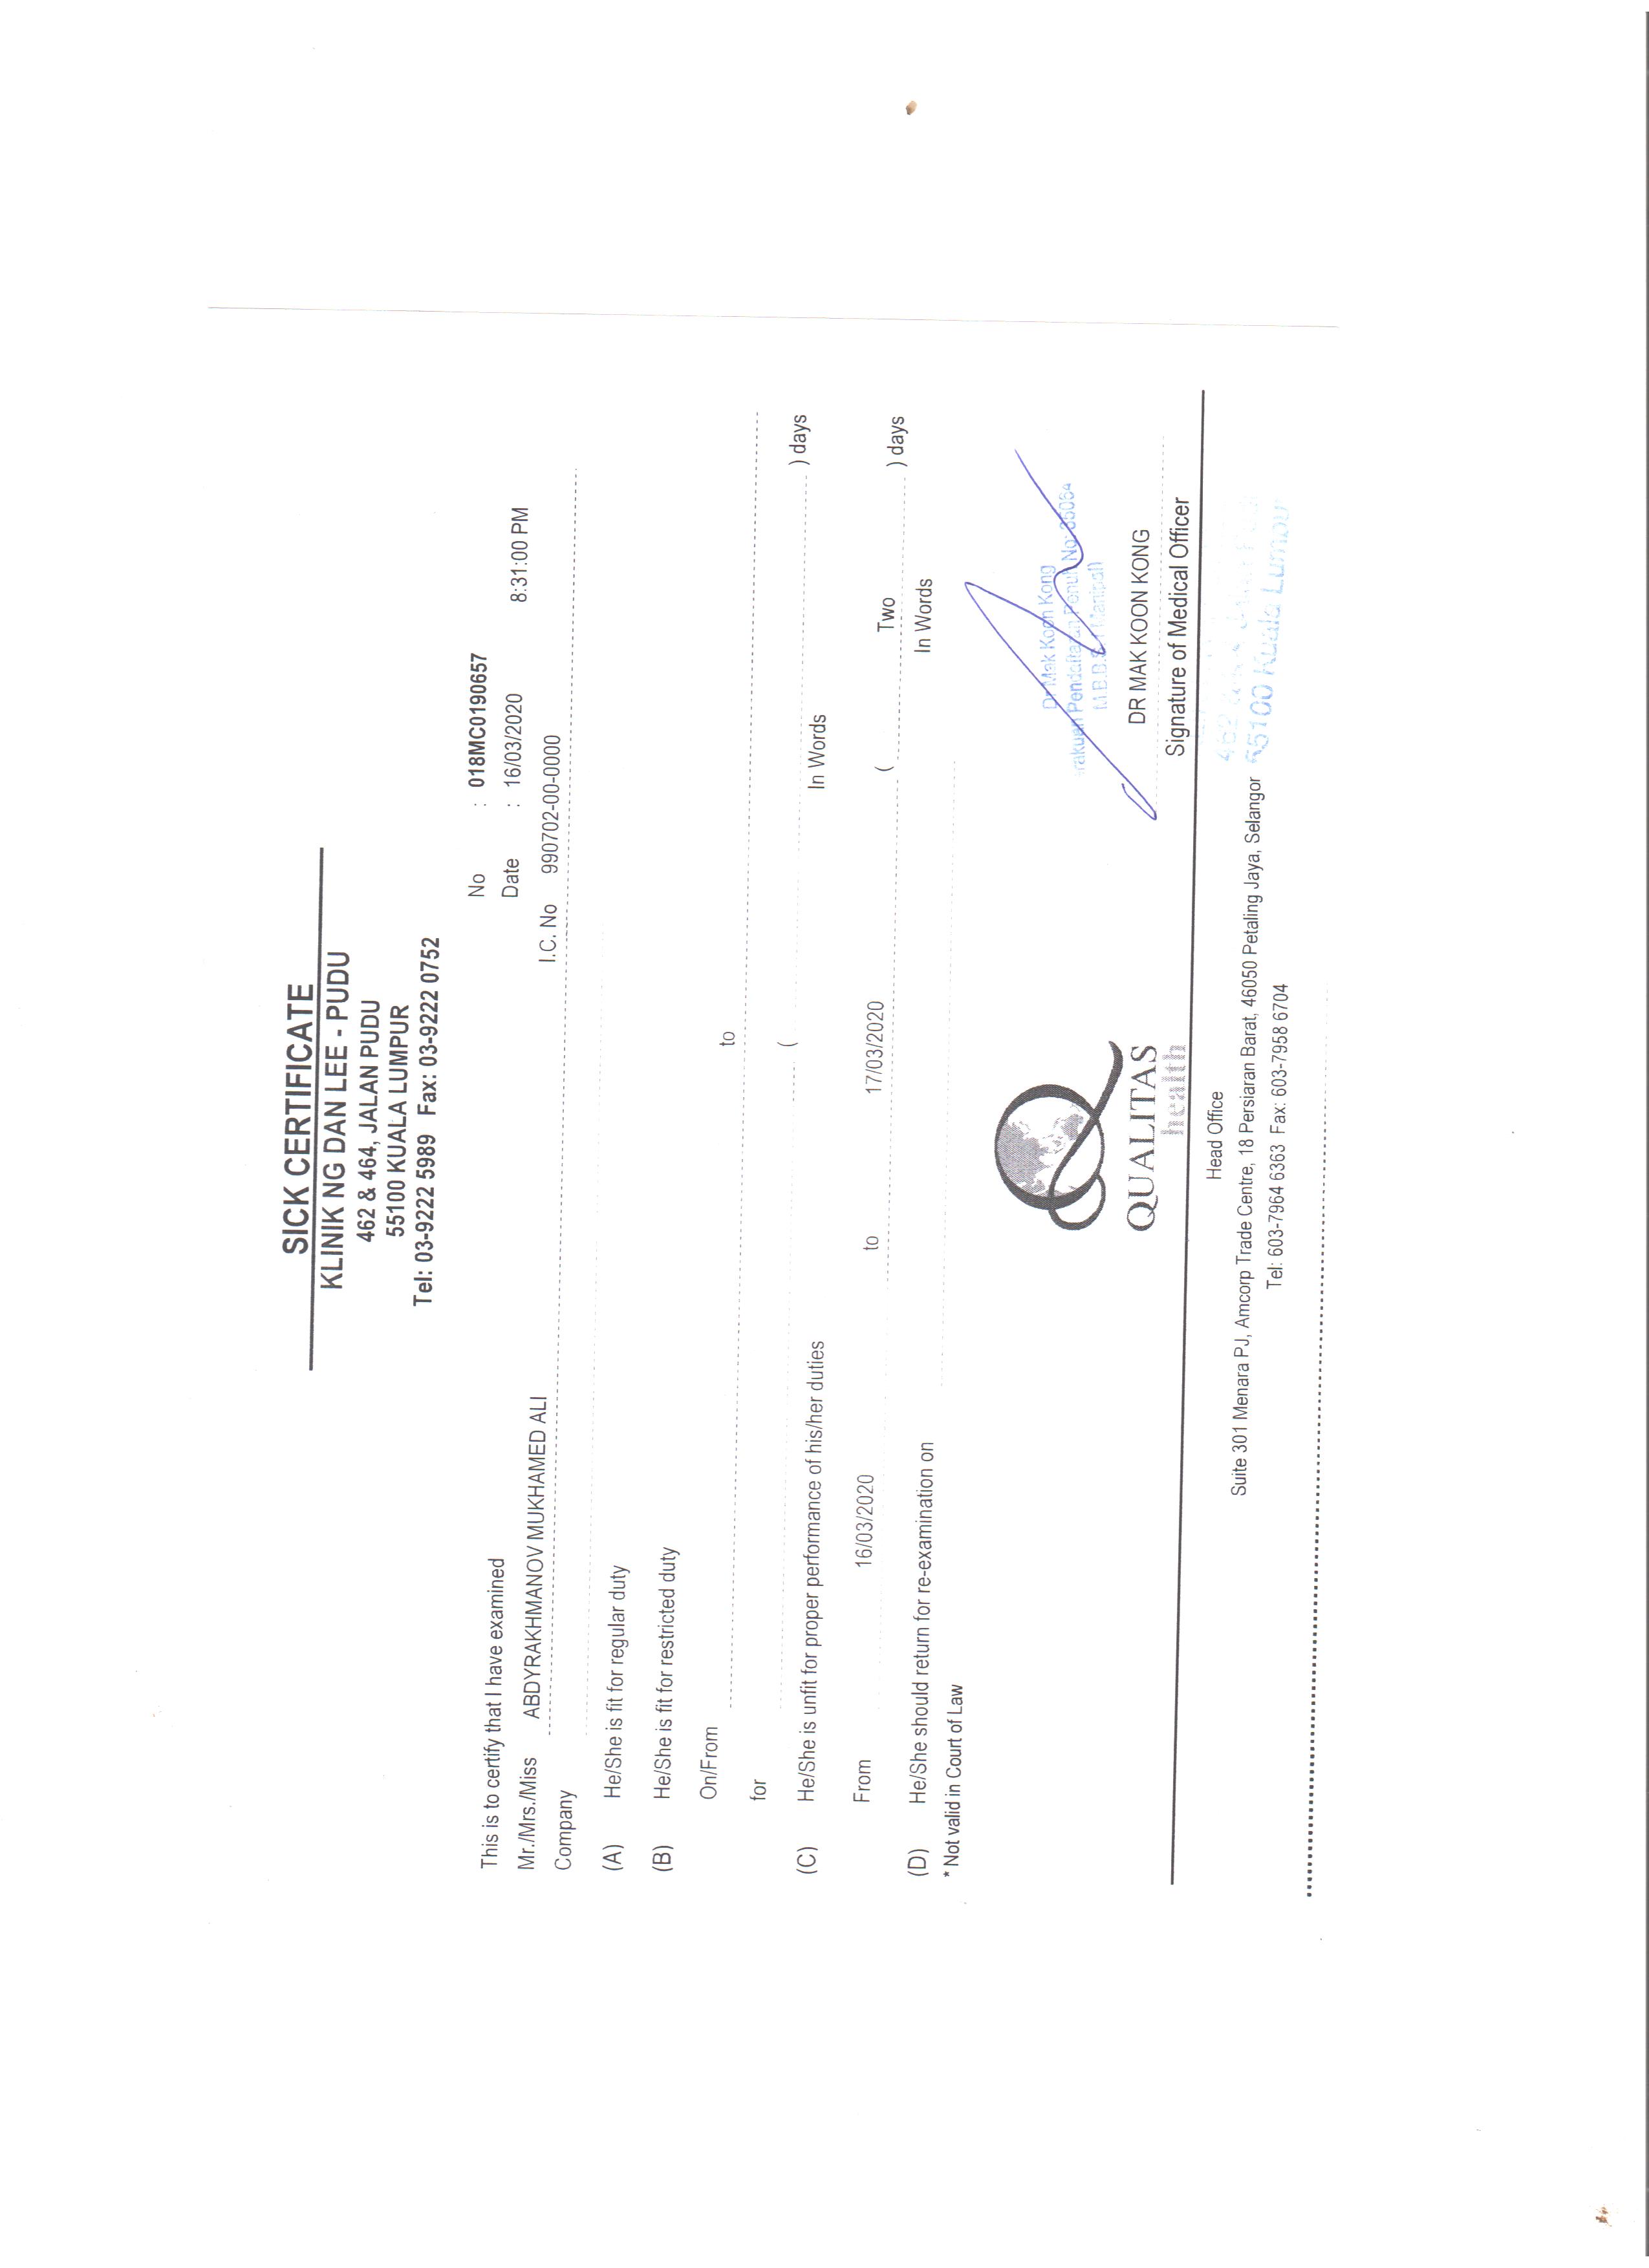 SICK CERTIFICATE
KLINIK NG DAN LEE - PUDU
462 & 464, JALAN PUDU
55100 KUALA LUMPUR
Tel: 03-9222 5989 Fax: 03-9222 0752
No : 018MC0190657
This is to certify that I have examined
Date : 16/03/2020 8:31:00 PM
Mr./Mrs./Miss ABDYRAKHMANOV MUKHAMED ALI
I.C. No 990702-00-0000
Company
(A) He/She is fit for regular duty
(B) He/She is fit for restricted duty
On/From to
for ( ) days
In Words
(C) He/She is unfit for proper performance of his/her duties
From 16/03/2020 to 17/03/2020 ( Two ) days
In Words
(D) He/She should return for re-examination on
* Not valid in Court of Law
Dr Mak Koon Kong
Pendaftaran Penuh No: 35064
M.B.B.S (Manipal)
QUALITAS
health
DR MAK KOON KONG
Signature of Medical Officer
Head Office
Suite 301 Menara PJ, Amcorp Trade Centre, 18 Persiaran Barat, 46050 Petaling Jaya, Selangor
Tel: 603-7964 6363 Fax: 603-7958 6704
462
55100 Kuala Lumpur